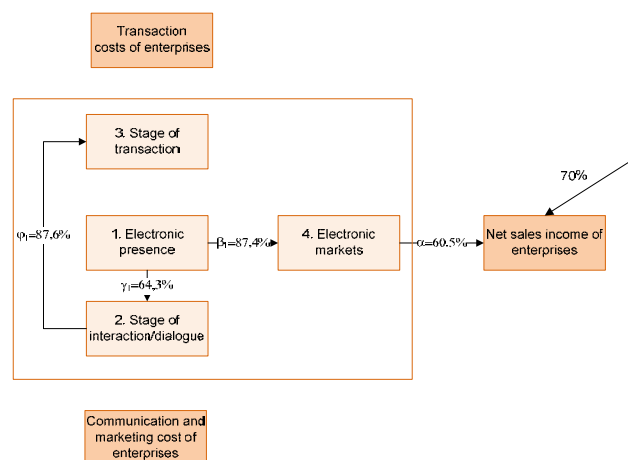 Transaction
costs of enterprises
3. Stage of
transaction
70%
φ1=87,6%
1. Electronic
presence
β1=87,4%
4. Electronic
markets
α=60.5%
Net sales income of
enterprises
γ1=64,3%
2. Stage of
interaction/dialogue
Communication and
marketing cost of
enterprises